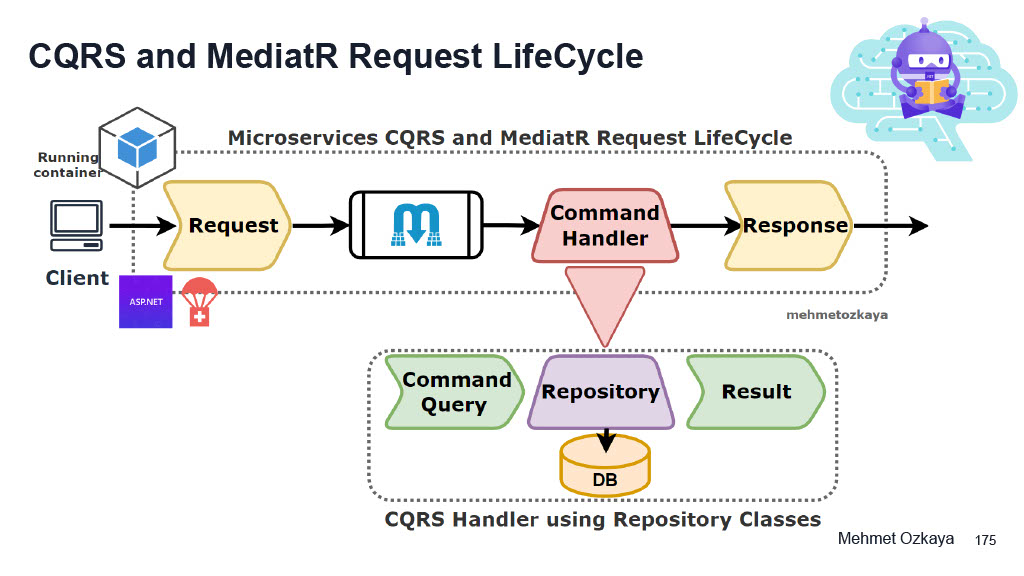 CQRS and MediatR Request LifeCycle
Microservices CQRS and MediatR Request LifeCycle
Running
container
Request
Command
Handler
Response
Client
ASP.NET
mehmetozkaya
Command
Query
Repository
Result
DB
CQRS Handler using Repository Classes
Mehmet Ozkaya
175